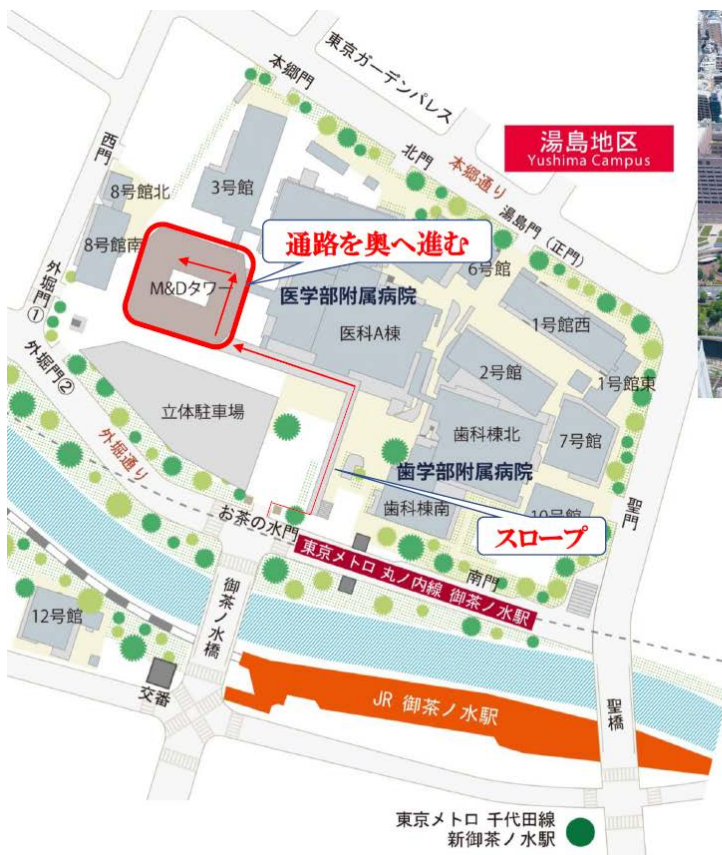 本郷門
東京ガーデンパレス
湯島地区
Yushima Campus
西門
北門
本郷通り
8号館北
3号館
湯島門（正門）
通路を奥へ進む
8号館南
6号館
外堀門①
M&Dタワー
医学部附属病院
1号館西
医科A棟
外堀門②
2号館
1号館東
立体駐車場
歯科棟北
7号館
外堀通り
歯学部附属病院
聖門
お茶の水門
歯科棟南
10号館
スロープ
東京メトロ 丸ノ内線 御茶ノ水駅
南門
12号館
御茶ノ水橋
交番
JR 御茶ノ水駅
聖橋
東京メトロ 千代田線
新御茶ノ水駅